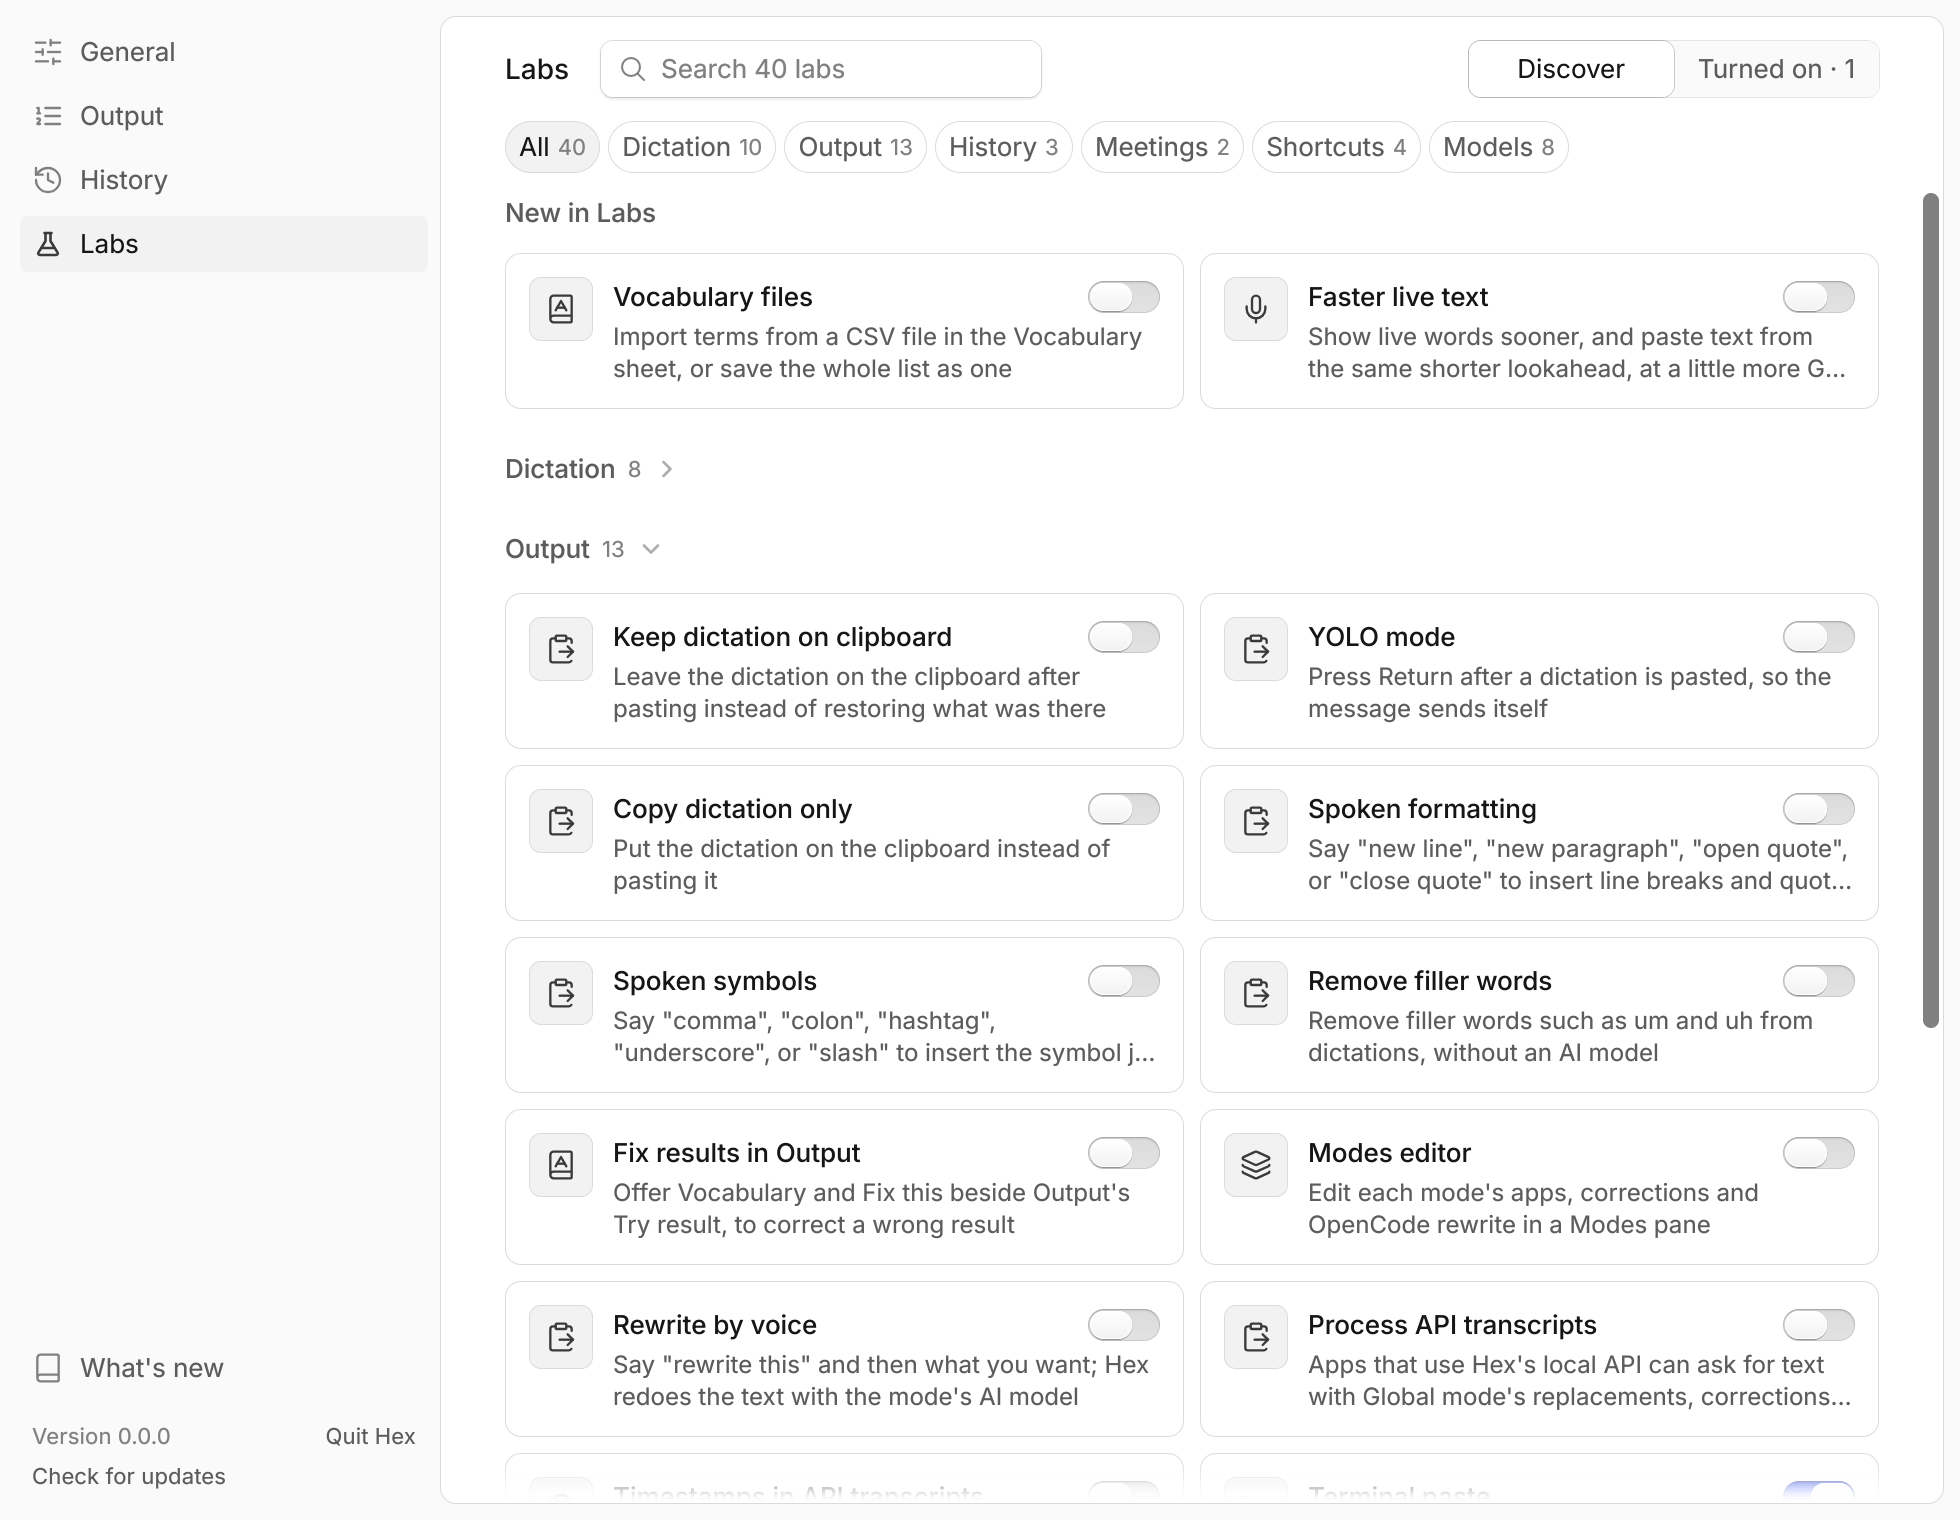 General
Output
History
Labs
What's new
Version 0.0.0
Quit Hex
Check for updates
Labs
Search 40 labs
Discover
Turned on · 1
All 40
Dictation 10
Output 13
History 3
Meetings 2
Shortcuts 4
Models 8
New in Labs
Vocabulary files
Import terms from a CSV file in the Vocabulary
sheet, or save the whole list as one
Faster live text
Show live words sooner, and paste text from
the same shorter lookahead, at a little more G...
Dictation 8
Output 13
Keep dictation on clipboard
Leave the dictation on the clipboard after
pasting instead of restoring what was there
YOLO mode
Press Return after a dictation is pasted, so the
message sends itself
Copy dictation only
Put the dictation on the clipboard instead of
pasting it
Spoken formatting
Say "new line", "new paragraph", "open quote",
or "close quote" to insert line breaks and quot...
Spoken symbols
Say "comma", "colon", "hashtag",
"underscore", or "slash" to insert the symbol j...
Remove filler words
Remove filler words such as um and uh from
dictations, without an AI model
Fix results in Output
Offer Vocabulary and Fix this beside Output's
Try result, to correct a wrong result
Modes editor
Edit each mode's apps, corrections and
OpenCode rewrite in a Modes pane
Rewrite by voice
Say "rewrite this" and then what you want; Hex
redoes the text with the mode's AI model
Process API transcripts
Apps that use Hex's local API can ask for text
with Global mode's replacements, corrections...
Timestamps in API transcripts
Terminal paste